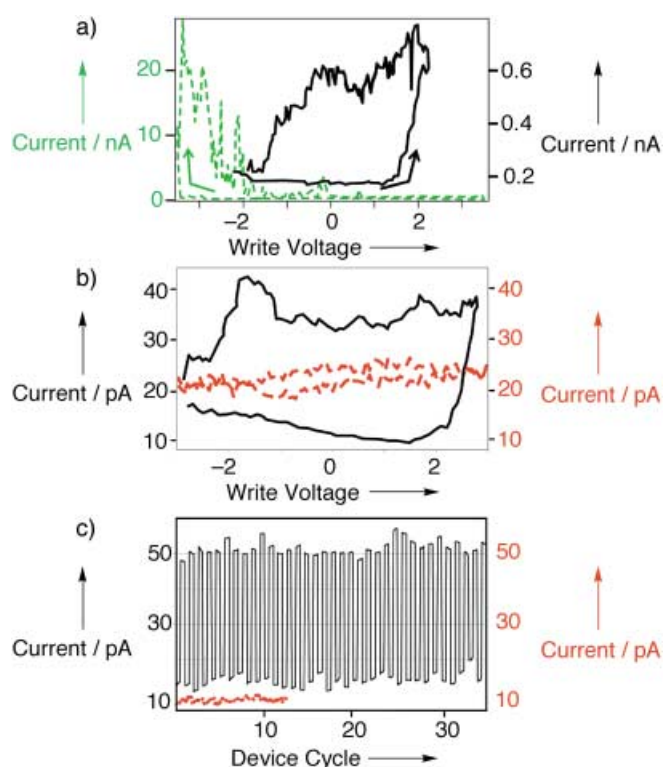 a)
20
10
0
Current / nA
0.6
0.4
0.2
Current / nA
−2 0 2
Write Voltage
b)
40
30
20
10
Current / pA
40
30
20
10
Current / pA
−2 0 2
Write Voltage
c)
50
30
10
Current / pA
50
30
10
Current / pA
10 20 30
Device Cycle